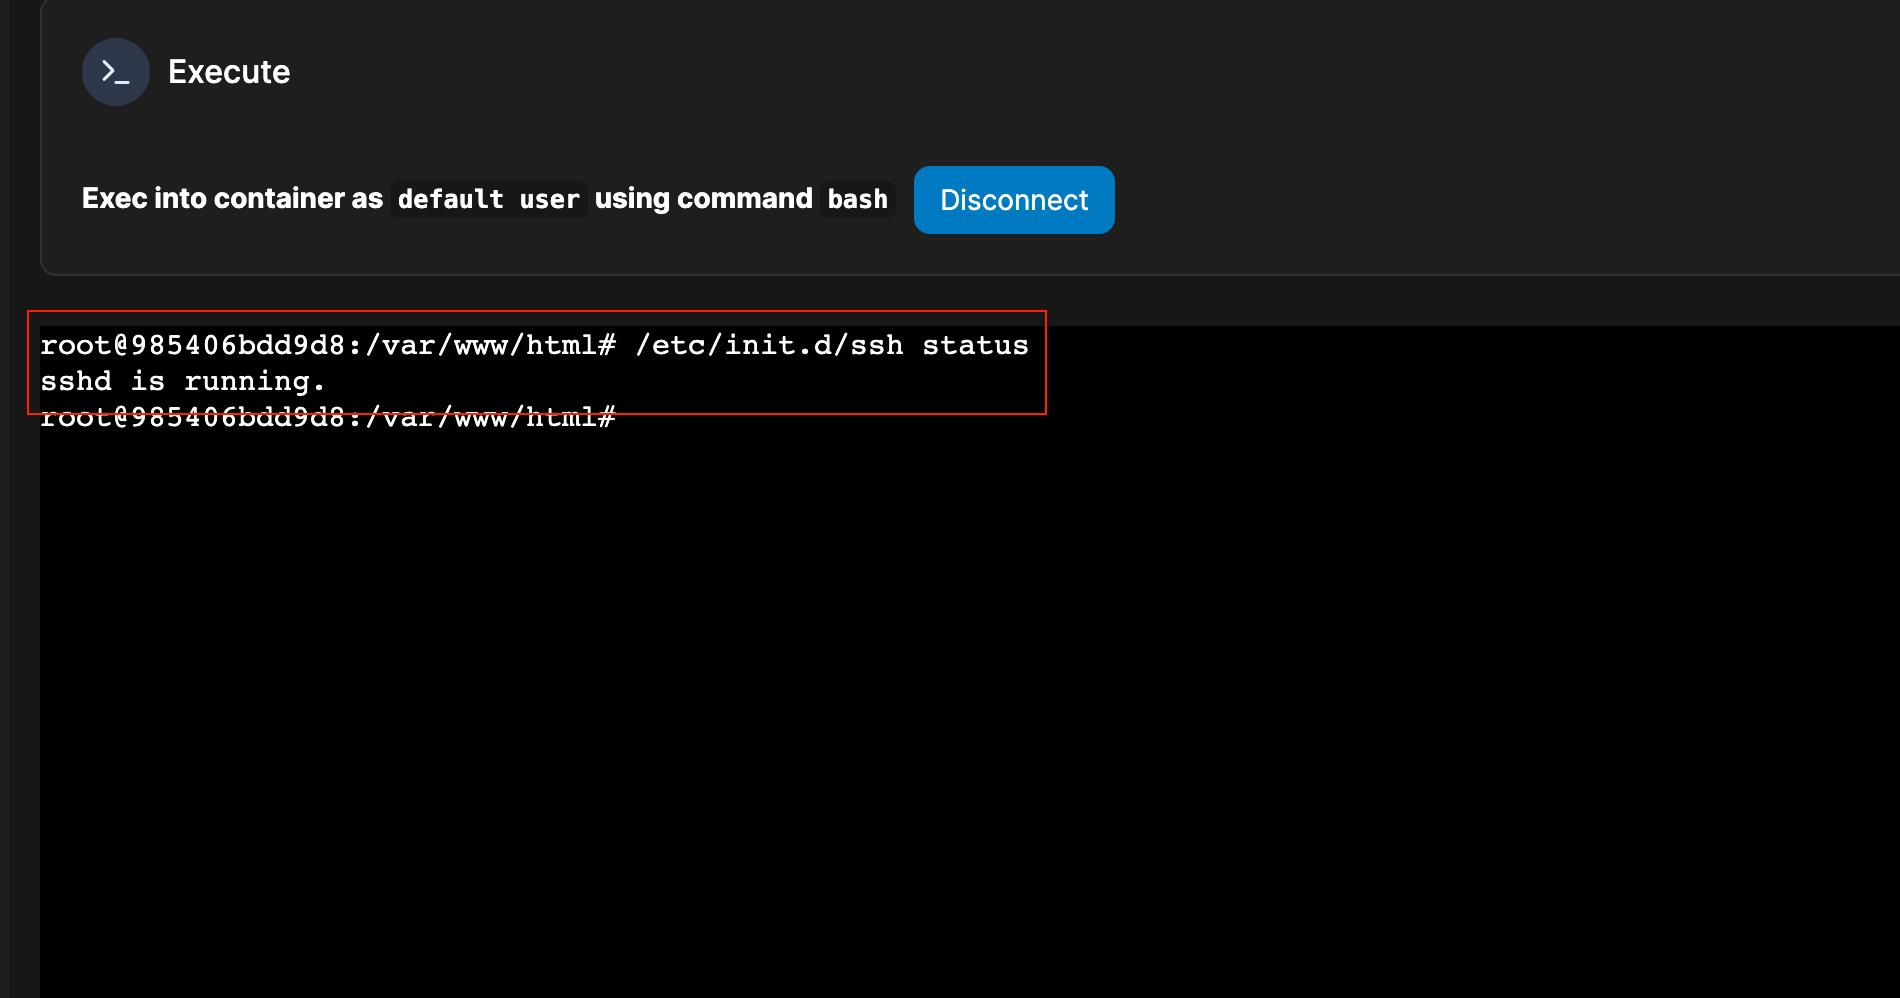 >_ Execute
Exec into container as default user using command bash Disconnect
root@985406bdd9d8:/var/www/html# /etc/init.d/ssh status
sshd is running.
root@985406bdd9d8:/var/www/html#